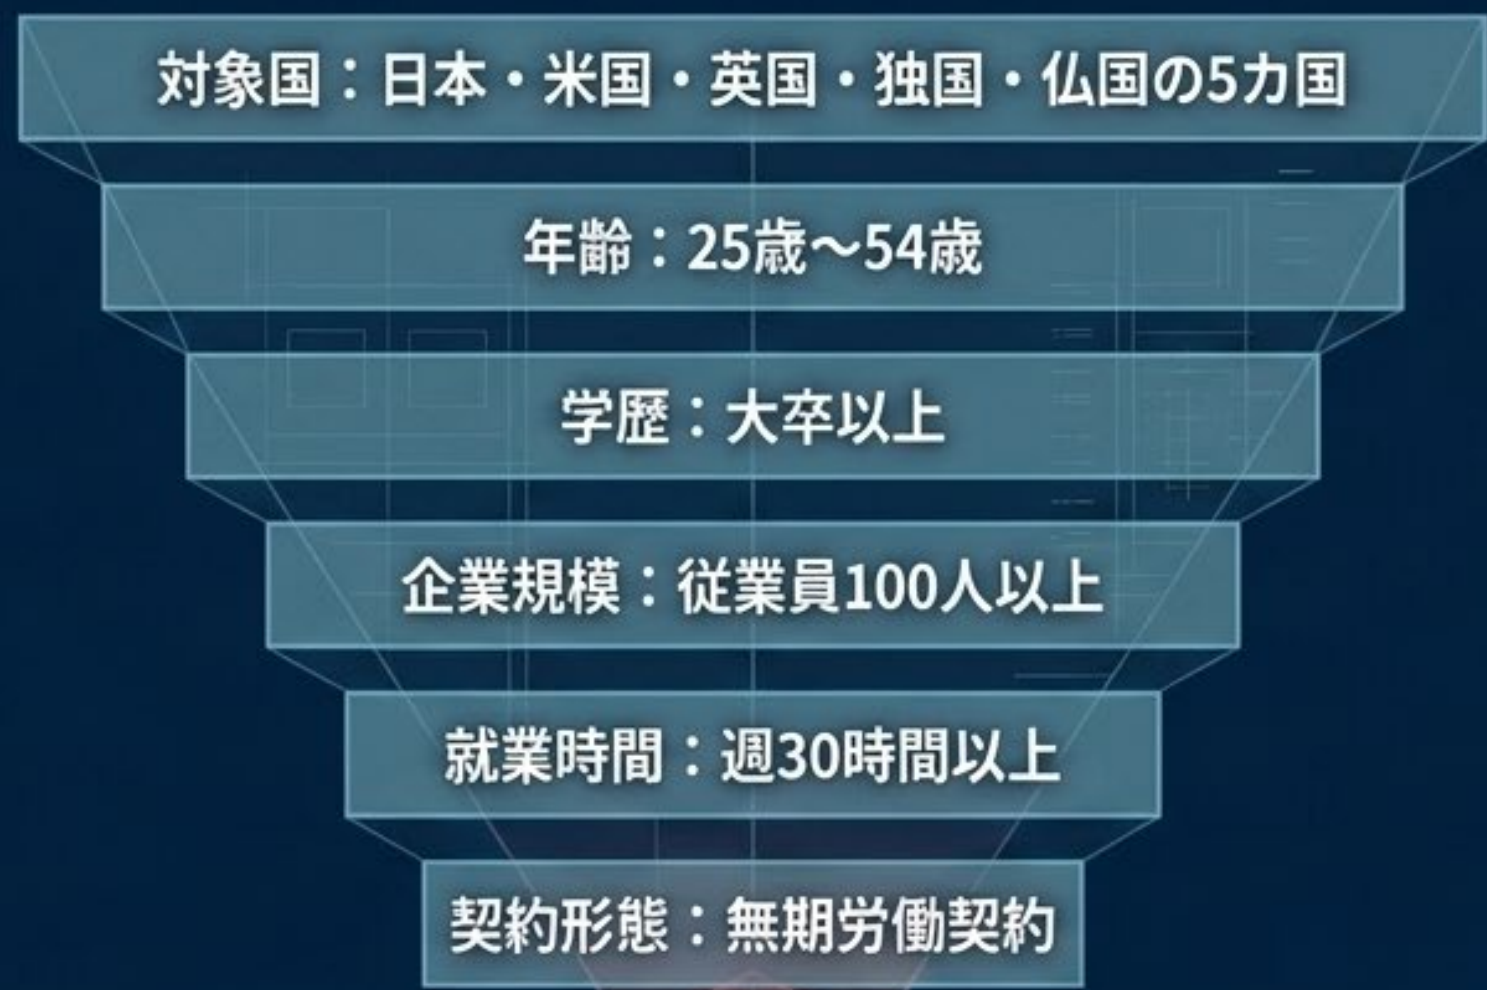 対象国：日本・米国・英国・独国・仏国の5カ国
年齢：25歳〜54歳
学歴：大卒以上
企業規模：従業員100人以上
就業時間：週30時間以上
契約形態：無期労働契約